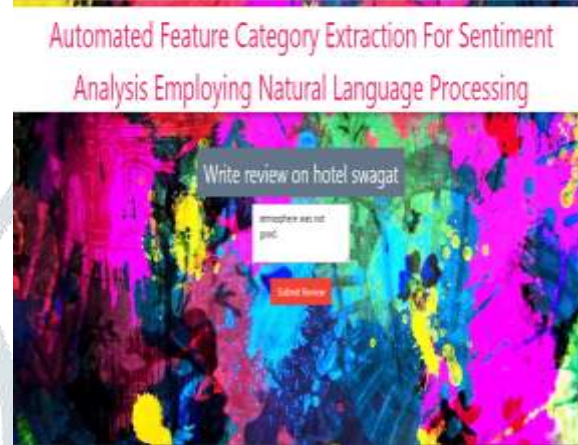 Automated Feature Category Extraction For Sentiment
Analysis Employing Natural Language Processing
Write review on hotel swagat
atmosphere was not
good.
Submit Review